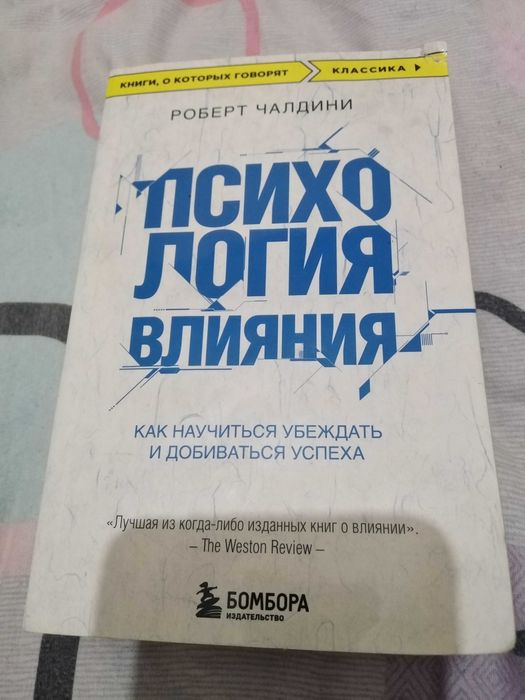 КНИГИ, О КОТОРЫХ ГОВОРЯТ КЛАССИКА
РОБЕРТ ЧАЛДИНИ
ПСИХО
ЛОГИЯ
ВЛИЯНИЯ
КАК НАУЧИТЬСЯ УБЕЖДАТЬ
И ДОБИВАТЬСЯ УСПЕХА
«Лучшая из когда-либо изданных книг о влиянии».
– The Weston Review –
БОМБОРА
ИЗДАТЕЛЬСТВО